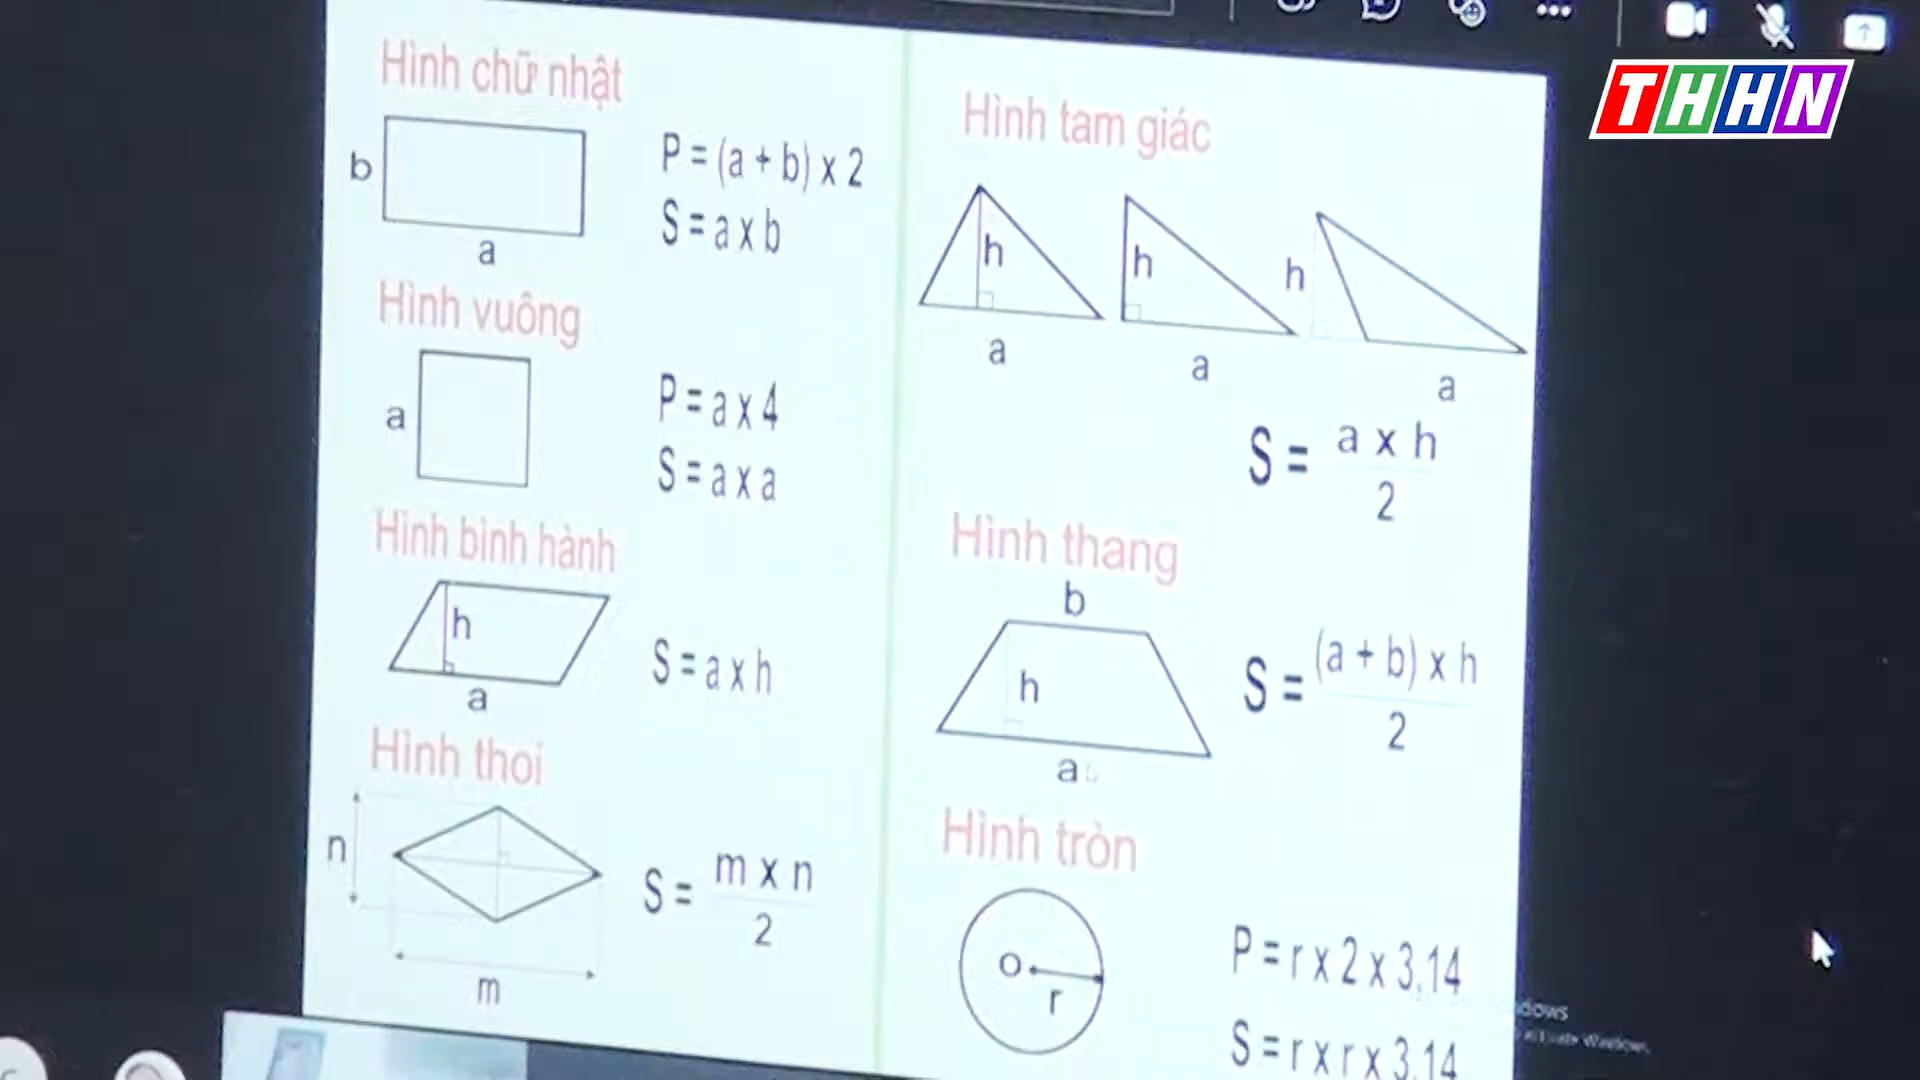 THHN
Hình chữ nhật
b
a
P = (a + b) x 2
S = a x b
Hình vuông
a
P = a x 4
S = a x a
Hình bình hành
h
a
S = a x h
Hình thoi
n
m
S = m x n
2
Hình tam giác
h
h
h
a
a
a
S = a x h
2
Hình thang
b
h
a
S = (a + b) x h
2
Hình tròn
O
r
P = r x 2 x 3,14
S = r x r x 3,14